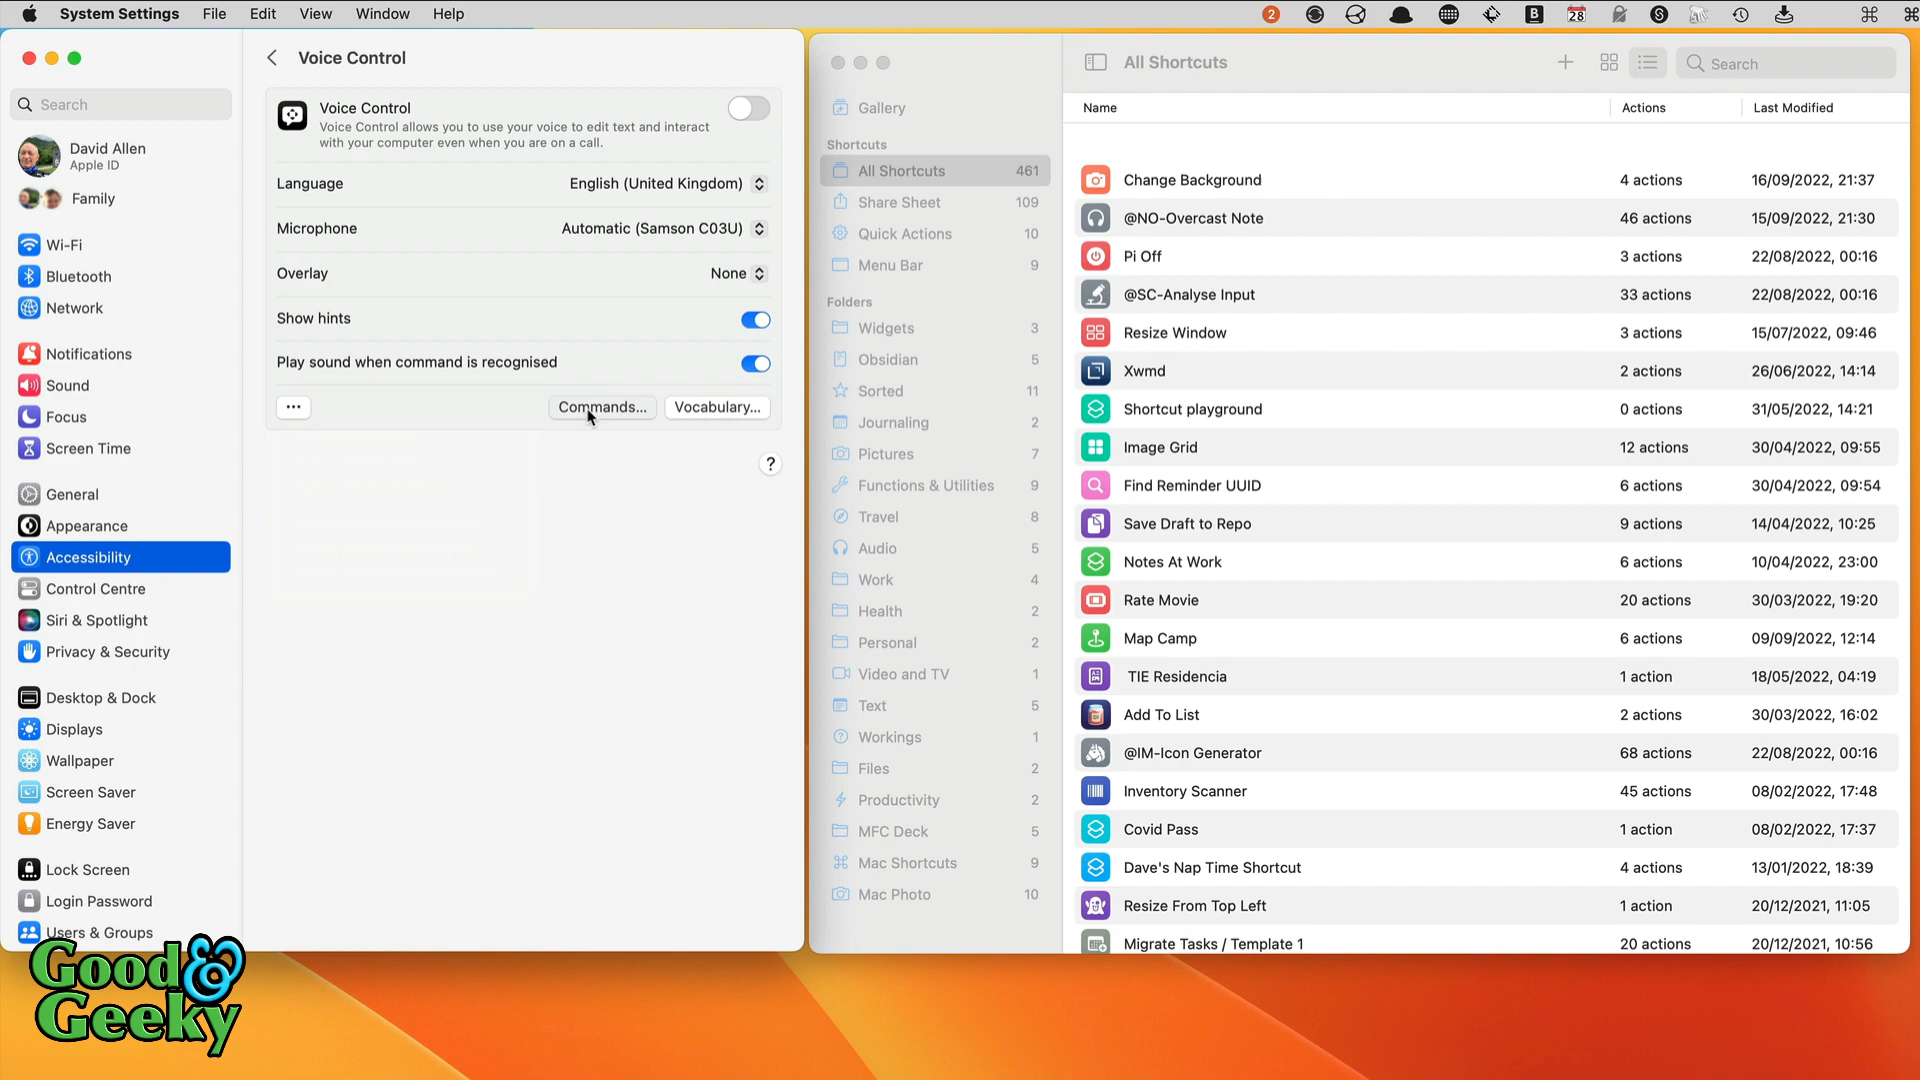 System Settings File Edit View Window Help
2 B 28 S
Voice Control
Search
David Allen
Apple ID
Family
Wi-Fi
Bluetooth
Network
Notifications
Sound
Focus
Screen Time
General
Appearance
Accessibility
Control Centre
Siri & Spotlight
Privacy & Security
Desktop & Dock
Displays
Wallpaper
Screen Saver
Energy Saver
Lock Screen
Login Password
Users & Groups
Voice Control
Voice Control allows you to use your voice to edit text and interact
with your computer even when you are on a call.
Language English (United Kingdom)
Microphone Automatic (Samson C03U)
Overlay None
Show hints
Play sound when command is recognised
... Commands... Vocabulary...
?
Gallery
Shortcuts
All Shortcuts 461
Share Sheet 109
Quick Actions 10
Menu Bar 9
Folders
Widgets 3
Obsidian 5
Sorted 11
Journaling 2
Pictures 7
Functions & Utilities 9
Travel 8
Audio 5
Work 4
Health 2
Personal 2
Video and TV 1
Text 5
Workings 1
Files 2
Productivity 2
MFC Deck 5
Mac Shortcuts 9
Mac Photo 10
All Shortcuts
Search
Name Actions Last Modified
Change Background 4 actions 16/09/2022, 21:37
@NO-Overcast Note 46 actions 15/09/2022, 21:30
Pi Off 3 actions 22/08/2022, 00:16
@SC-Analyse Input 33 actions 22/08/2022, 00:16
Resize Window 3 actions 15/07/2022, 09:46
Xwmd 2 actions 26/06/2022, 14:14
Shortcut playground 0 actions 31/05/2022, 14:21
Image Grid 12 actions 30/04/2022, 09:55
Find Reminder UUID 6 actions 30/04/2022, 09:54
Save Draft to Repo 9 actions 14/04/2022, 10:25
Notes At Work 6 actions 10/04/2022, 23:00
Rate Movie 20 actions 30/03/2022, 19:20
Map Camp 6 actions 09/09/2022, 12:14
TIE Residencia 1 action 18/05/2022, 04:19
Add To List 2 actions 30/03/2022, 16:02
@IM-Icon Generator 68 actions 22/08/2022, 00:16
Inventory Scanner 45 actions 08/02/2022, 17:48
Covid Pass 1 action 08/02/2022, 17:37
Dave's Nap Time Shortcut 4 actions 13/01/2022, 18:39
Resize From Top Left 1 action 20/12/2021, 11:05
Migrate Tasks / Template 1 20 actions 20/12/2021, 10:56
Good &
Geeky